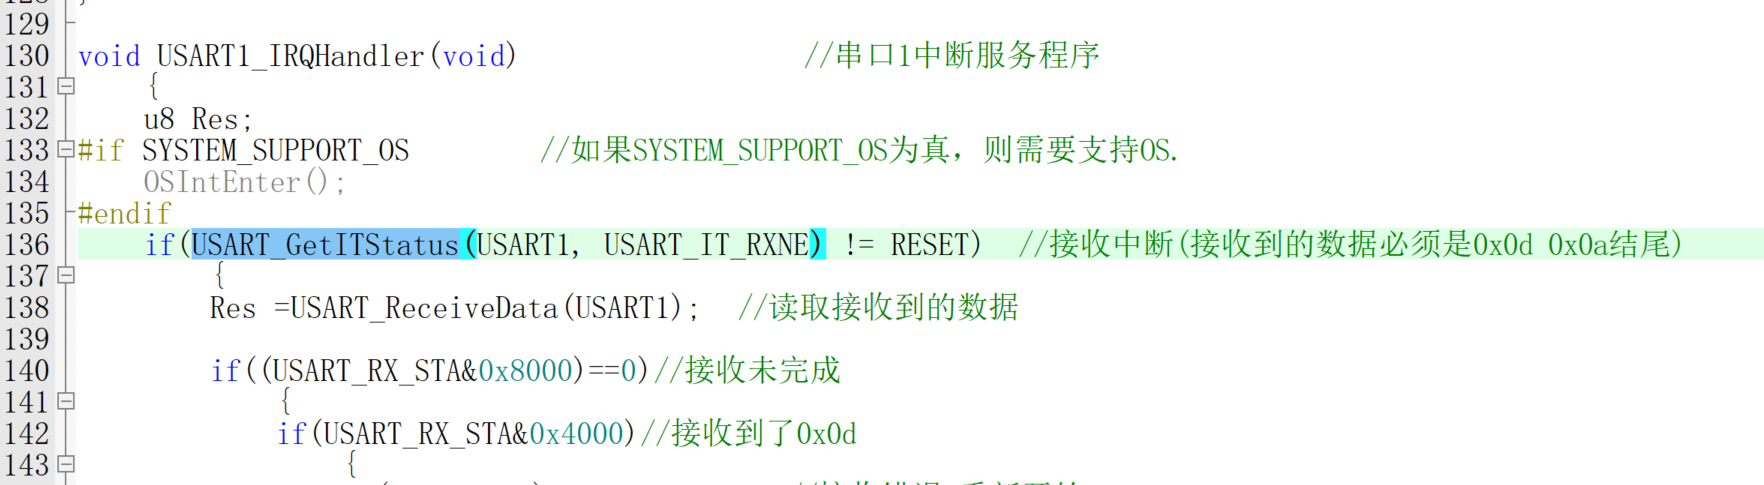 129
130 void USART1_IRQHandler(void) //串口1中断服务程序
131 {
132 u8 Res;
133 #if SYSTEM_SUPPORT_OS //如果SYSTEM_SUPPORT_OS为真，则需要支持OS.
134 OSIntEnter();
135 #endif
136 if(USART_GetITStatus(USART1, USART_IT_RXNE) != RESET) //接收中断(接收到的数据必须是0x0d 0x0a结尾)
137 {
138 Res =USART_ReceiveData(USART1); //读取接收到的数据
139
140 if((USART_RX_STA&0x8000)==0)//接收未完成
141 {
142 if(USART_RX_STA&0x4000)//接收到了0x0d
143 {